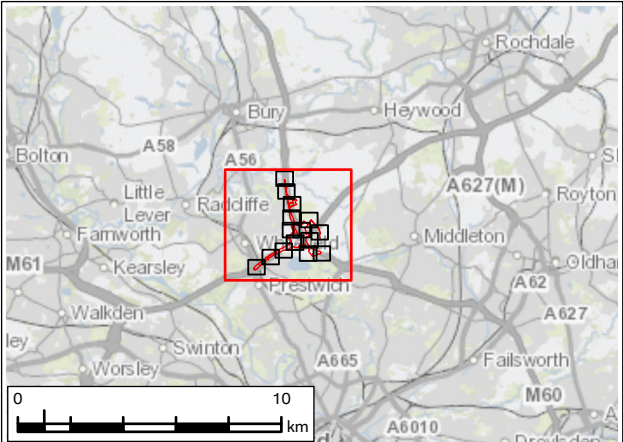 Rochdale
Bury
Heywood
A58
Bolton
A56
A627(M)
Little
Lever
Radcliffe
Royton
Farnworth
Middleton
M61
Kearsley
Oldha
A62
Prestwich
Walkden
A627
ley
Swinton
A665
Failsworth
Worsley
0
10
km
M60
A6010